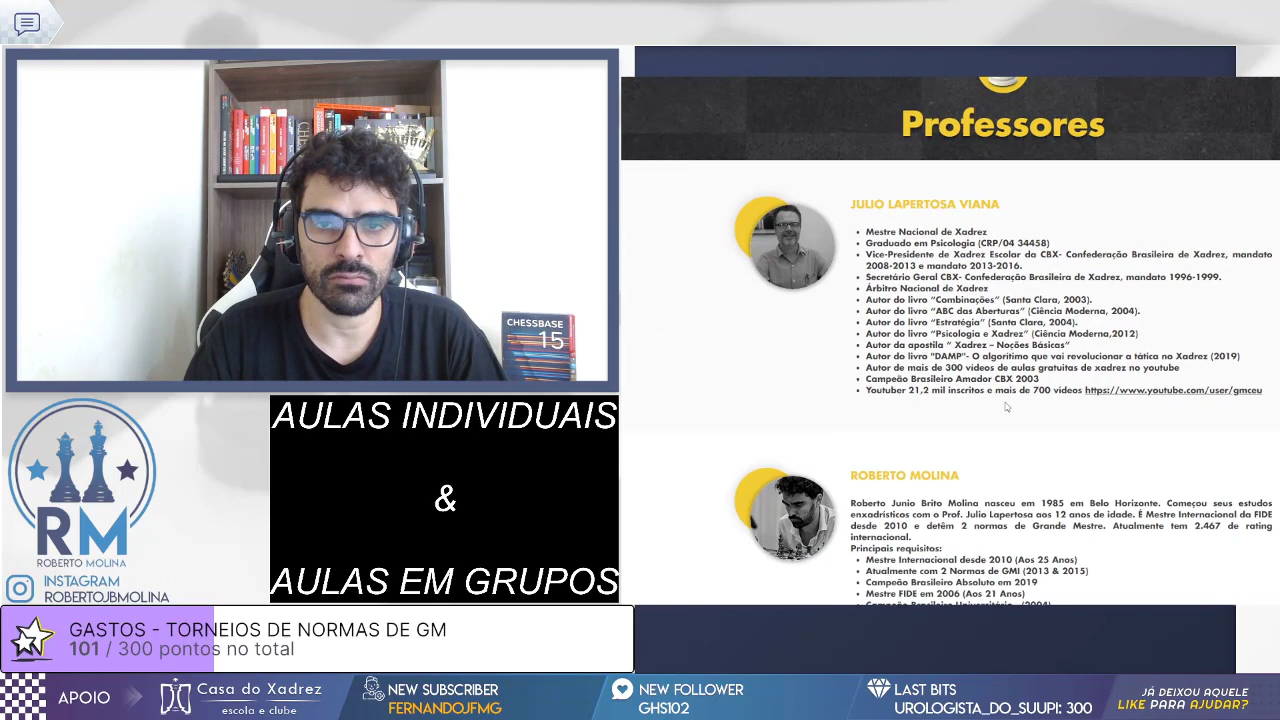 CHESSBASE
15
Professores
JULIO LAPERTOSA VIANA
• Mestre Nacional de Xadrez
• Graduado em Psicologia (CRP/04 34458)
• Vice-Presidente de Xadrez Escolar da CBX- Confederação Brasileira de Xadrez, mandato
2008-2013 e mandato 2013-2016.
• Secretário Geral CBX- Confederação Brasileira de Xadrez, mandato 1996-1999.
• Árbitro Nacional de Xadrez
• Autor do livro “Combinações” (Santa Clara, 2003).
• Autor do livro “ABC das Aberturas” (Ciência Moderna, 2004).
• Autor do livro “Estratégia” (Santa Clara, 2004).
• Autor do livro “Psicologia e Xadrez” (Ciência Moderna,2012)
• Autor da apostila “ Xadrez – Noções Básicas”
• Autor do livro "DAMP"- O algorítimo que vai revolucionar a tática no Xadrez (2019)
• Autor de mais de 300 videos de aulas gratuitas de xadrez no youtube
• Campeão Brasileiro Amador CBX 2003
• Youtuber 21,2 mil inscritos e mais de 700 videos https://www.youtube.com/user/gmceu
ROBERTO MOLINA
Roberto Junio Brito Molina nasceu em 1985 em Belo Horizonte. Começou seus estudos
enxadrísticos com o Prof. Julio Lapertosa aos 12 anos de idade. É Mestre Internacional da FIDE
desde 2010 e detêm 2 normas de Grande Mestre. Atualmente tem 2.467 de rating
internacional.
Principais requisitos:
• Mestre Internacional desde 2010 (Aos 25 Anos)
• Atualmente com 2 Normas de GMI (2013 & 2015)
• Campeão Brasileiro Absoluto em 2019
• Mestre FIDE em 2006 (Aos 21 Anos)
• Campeão Brasileiro Universitário (2004)
RM
ROBERTO MOLINA
INSTAGRAM
ROBERTOJBMOLINA
AULAS INDIVIDUAIS
&
AULAS EM GRUPOS
GASTOS - TORNEIOS DE NORMAS DE GM
101 / 300 pontos no total
APOIO
Casa do Xadrez
escola e clube
NEW SUBSCRIBER
FERNANDOJFMG
NEW FOLLOWER
GHS102
LAST BITS
UROLOGISTA_DO_SUUPI: 300
JÁ DEIXOU AQUELE
LIKE PARA AJUDAR?